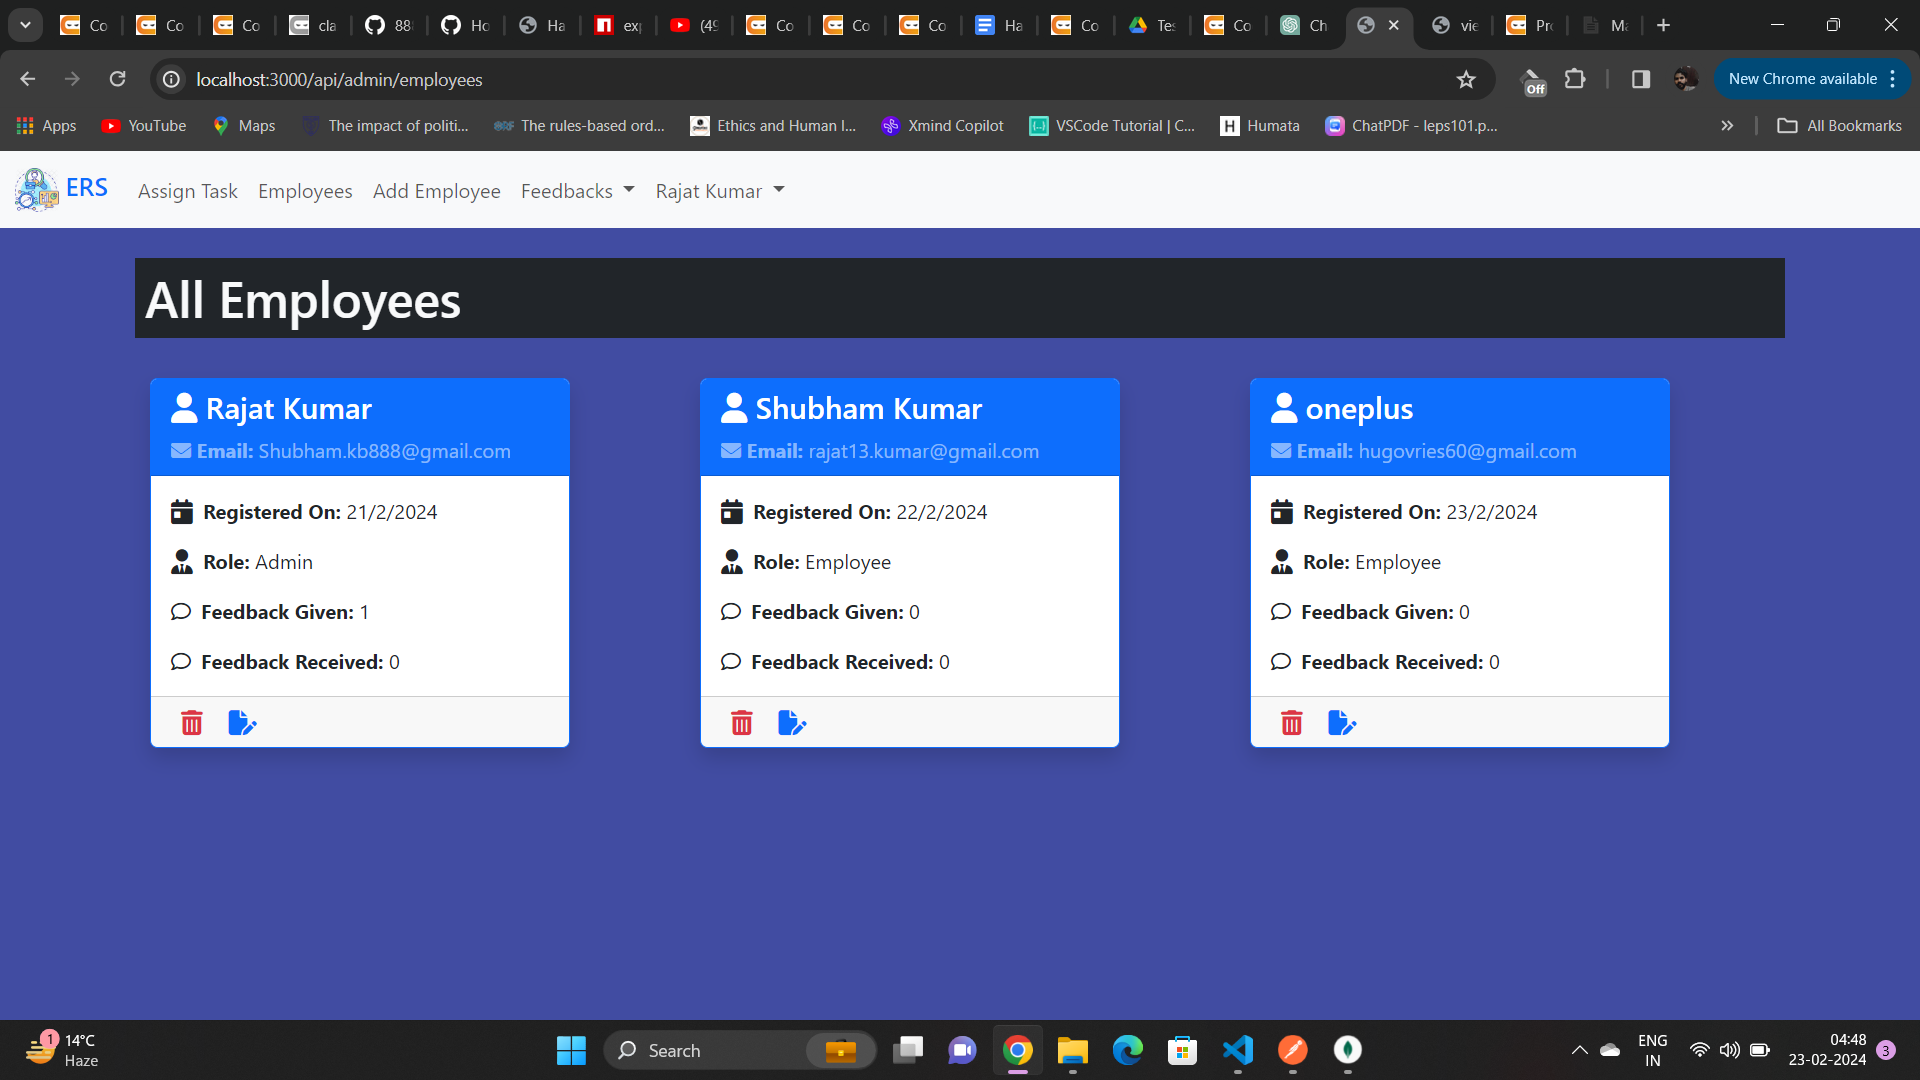 Co Co Co cla 88 Ho Ha exp (49 Co Co Co Ha Co Tes Co Ch vie Pro Ma
localhost:3000/api/admin/employees
Off
New Chrome available
Apps YouTube Maps The impact of politi... The rules-based ord... Ethics and Human I... Xmind Copilot VSCode Tutorial | C... Humata ChatPDF - leps101.p... » All Bookmarks
ERS Assign Task Employees Add Employee Feedbacks Rajat Kumar
All Employees
Rajat Kumar
Email: Shubham.kb888@gmail.com
Registered On: 21/2/2024
Role: Admin
Feedback Given: 1
Feedback Received: 0
Shubham Kumar
Email: rajat13.kumar@gmail.com
Registered On: 22/2/2024
Role: Employee
Feedback Given: 0
Feedback Received: 0
oneplus
Email: hugovries60@gmail.com
Registered On: 23/2/2024
Role: Employee
Feedback Given: 0
Feedback Received: 0
1
14°C
Haze
Search
ENG
IN
04:48
23-02-2024
3